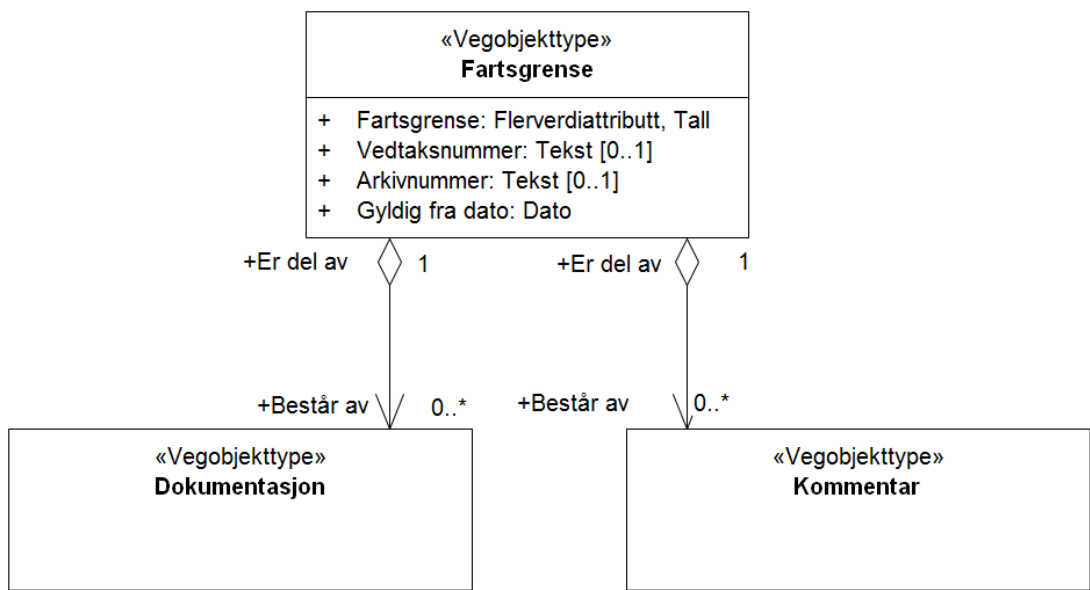 «Vegobjekttype»
Fartsgrense
+ Fartsgrense: Flerverdiattributt, Tall
+ Vedtaksnummer: Tekst [0..1]
+ Arkivnummer: Tekst [0..1]
+ Gyldig fra dato: Dato
+Er del av 1 +Er del av 1
+Består av 0..* +Består av 0..*
«Vegobjekttype» «Vegobjekttype»
Dokumentasjon Kommentar